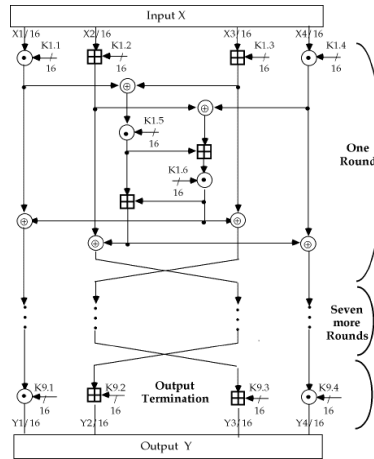 Input X
X1/16 X2/16 X3/16 X4/16
K1.1 K1.2 K1.3 K1.4
16 16 16 16
K1.5
16
K1.6
16
One
Round
Seven
more
Rounds
K9.1 K9.2 K9.3 K9.4
16 16 16 16
Output
Termination
Y1/16 Y2/16 Y3/16 Y4/16
Output Y